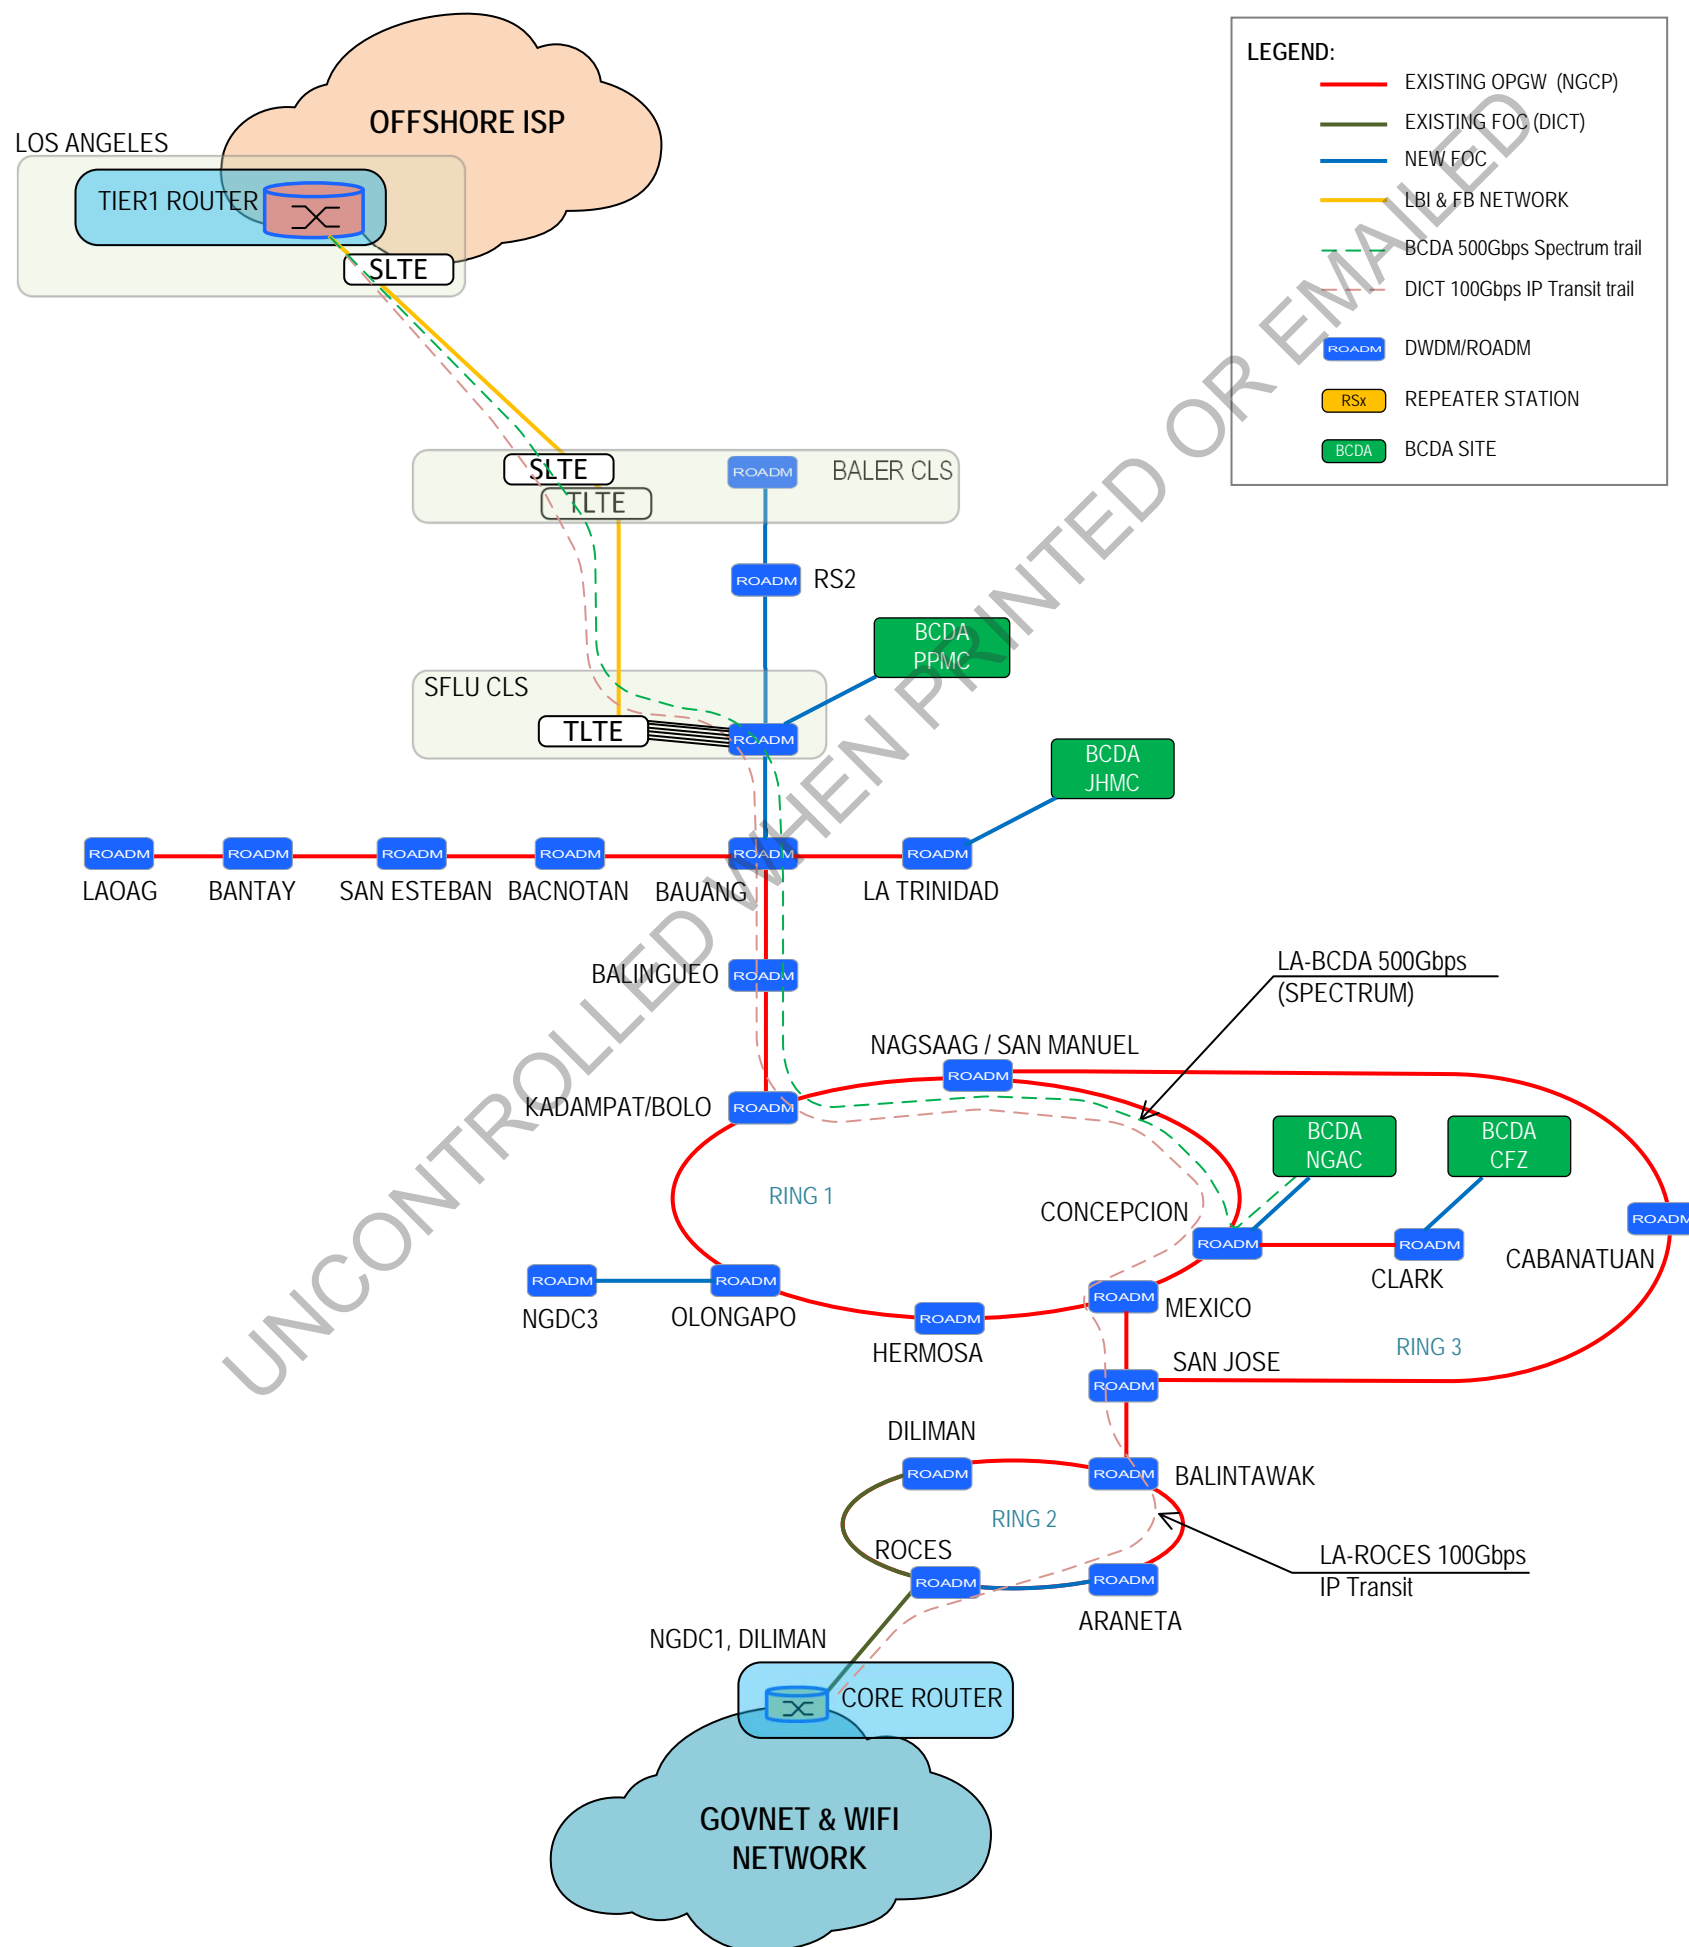 LEGEND:
EXISTING OPGW (NGCP)
EXISTING FOC (DICT)
NEW FOC
LBI & FB NETWORK
BCDA 500Gbps Spectrum trail
DICT 100Gbps IP Transit trail
ROADM
DWDM/ROADM
RSx
REPEATER STATION
BCDA
BCDA SITE
OFFSHORE ISP
LOS ANGELES
TIER1 ROUTER
SLTE
SLTE
TLTE
ROADM
BALER CLS
ROADM
RS2
BCDA
PPMC
SFLU CLS
TLTE
ROADM
BCDA
JHMC
ROADM
ROADM
ROADM
ROADM
ROADM
ROADM
LAOAG
BANTAY
SAN ESTEBAN
BACNOTAN
BAUANG
LA TRINIDAD
BALINGUEO
ROADM
LA-BCDA 500Gbps
(SPECTRUM)
NAGSAAG / SAN MANUEL
ROADM
KADAMPAT/BOLO
ROADM
BCDA
NGAC
BCDA
CFZ
RING 1
CONCEPCION
ROADM
ROADM
CLARK
ROADM
CABANATUAN
ROADM
NGDC3
ROADM
OLONGAPO
ROADM
HERMOSA
ROADM
MEXICO
RING 3
SAN JOSE
ROADM
DILIMAN
ROADM
ROADM
BALINTAWAK
RING 2
ROCES
ROADM
ROADM
ARANETA
LA-ROCES 100Gbps
IP Transit
NGDC1, DILIMAN
CORE ROUTER
GOVNET & WIFI
NETWORK
UNCONTROLLED WHEN PRINTED OR EMAILED